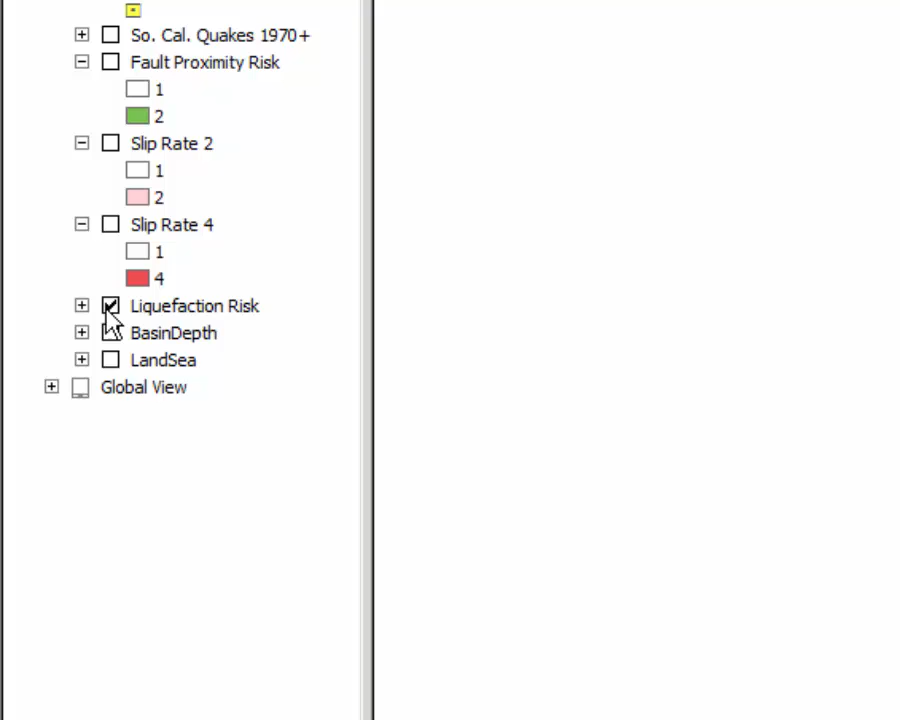 So. Cal. Quakes 1970+
Fault Proximity Risk
1
2
Slip Rate 2
1
2
Slip Rate 4
1
4
Liquefaction Risk
BasinDepth
LandSea
Global View